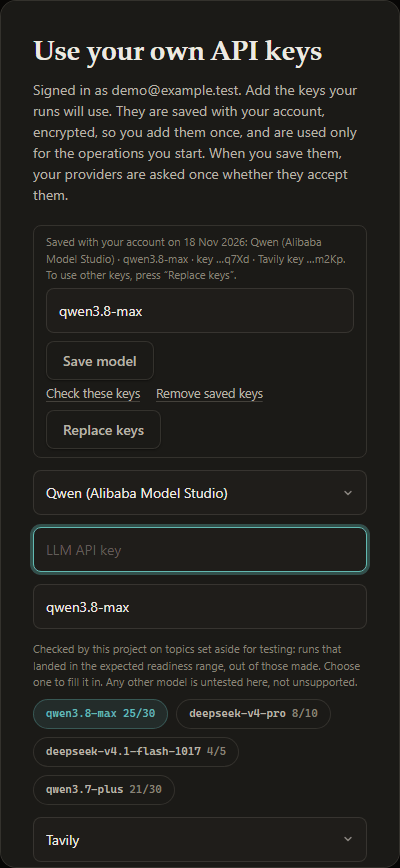 Use your own API keys
Signed in as demo@example.test. Add the keys your
runs will use. They are saved with your account,
encrypted, so you add them once, and are used only
for the operations you start. When you save them,
your providers are asked once whether they accept
them.
Saved with your account on 18 Nov 2026: Qwen (Alibaba
Model Studio) · qwen3.8-max · key …q7Xd · Tavily key …m2Kp.
To use other keys, press “Replace keys”.
qwen3.8-max
Save model
Check these keys Remove saved keys
Replace keys
Qwen (Alibaba Model Studio)
LLM API key
qwen3.8-max
Checked by this project on topics set aside for testing: runs that
landed in the expected readiness range, out of those made. Choose
one to fill it in. Any other model is untested here, not unsupported.
qwen3.8-max 25/30 deepseek-v4-pro 8/10
deepseek-v4.1-flash-1017 4/5
qwen3.7-plus 21/30
Tavily